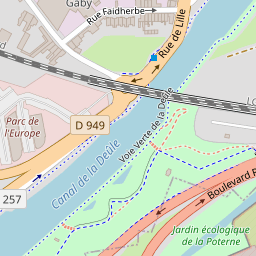 Gaby
Rue Faidherbe
Rue de Lille
Parc de
l'Europe
D 949
Voie Verte de la Deûle
Canal de la Deûle
257
Boulevard
Jardin écologique
de la Poterne